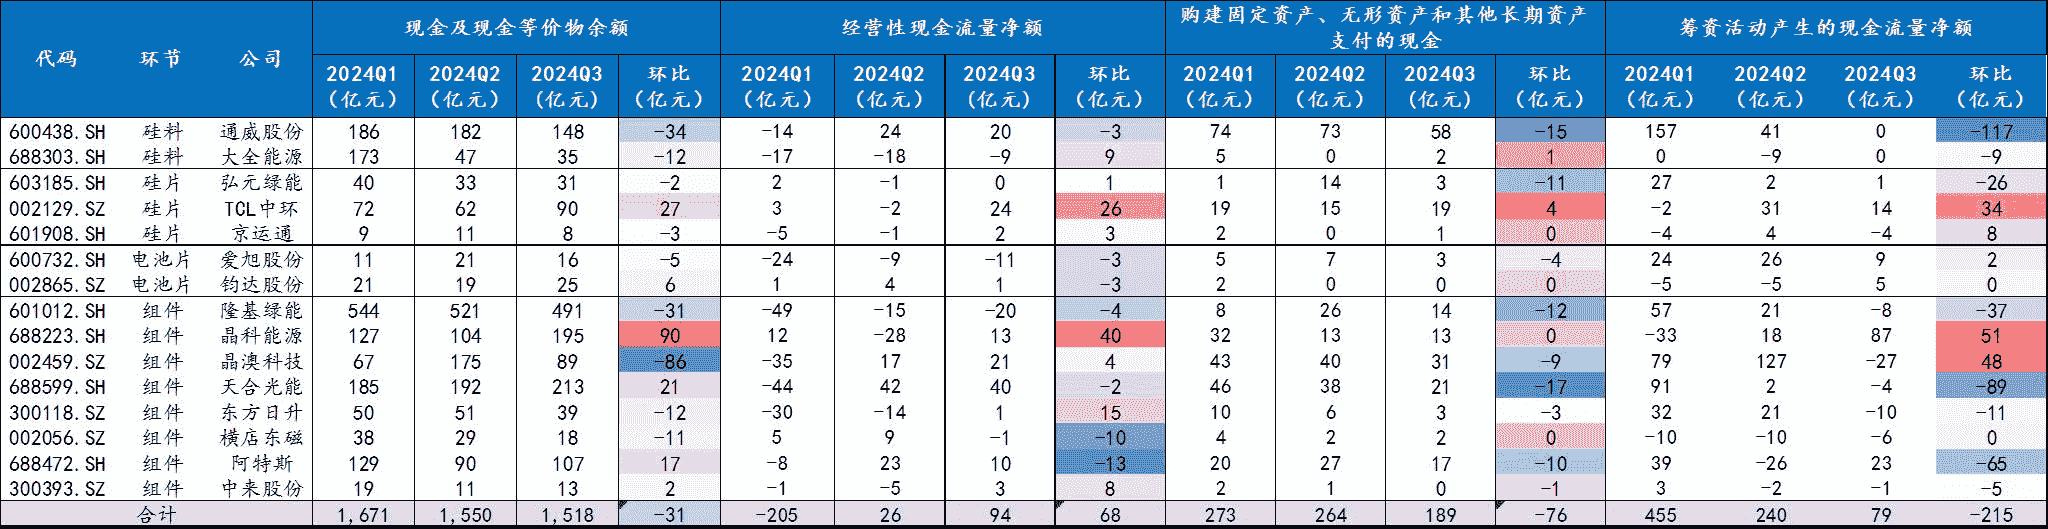 代码 环节 公司 现金及现金等价物余额 经营性现金流量净额 购建固定资产、无形资产和其他长期资产支付的现金 筹资活动产生的现金流量净额
2024Q1（亿元） 2024Q2（亿元） 2024Q3（亿元） 环比（亿元） 2024Q1（亿元） 2024Q2（亿元） 2024Q3（亿元） 环比（亿元） 2024Q1（亿元） 2024Q2（亿元） 2024Q3（亿元） 环比（亿元） 2024Q1（亿元） 2024Q2（亿元） 2024Q3（亿元） 环比（亿元）
600438.SH 硅料 通威股份 186 182 148 -34 -14 24 20 -3 74 73 58 -15 157 41 0 -117
688303.SH 硅料 大全能源 173 47 35 -12 -17 -18 -9 9 5 0 2 1 0 -9 0 -9
603185.SH 硅片 弘元绿能 40 33 31 -2 2 -1 0 1 1 14 3 -11 27 2 1 -26
002129.SZ 硅片 TCL中环 72 62 90 27 3 -2 24 26 19 15 19 4 -2 31 14 34
601908.SH 硅片 京运通 9 11 8 -3 -5 -1 2 3 2 0 1 0 -4 4 -4 8
600732.SH 电池片 爱旭股份 11 21 16 -5 -24 -9 -11 -3 5 7 3 -4 24 26 9 2
002865.SZ 电池片 钧达股份 21 19 25 6 1 4 1 -3 2 0 0 0 -5 -5 5 0
601012.SH 组件 隆基绿能 544 521 491 -31 -49 -15 -20 -4 8 26 14 -12 57 21 -8 -37
688223.SH 组件 晶科能源 127 104 195 90 12 -28 13 40 32 13 13 0 -33 18 87 51
002459.SZ 组件 晶澳科技 67 175 89 -86 -35 17 21 4 43 40 31 -9 79 127 -27 48
688599.SH 组件 天合光能 185 192 213 21 -44 42 40 -2 46 38 21 -17 91 2 -4 -89
300118.SZ 组件 东方日升 50 51 39 -12 -30 -14 1 15 10 6 3 -3 32 21 -10 -11
002056.SZ 组件 横店东磁 38 29 18 -11 5 9 -1 -10 4 2 2 0 -10 -10 -6 0
688472.SH 组件 阿特斯 129 90 107 17 -8 23 10 -13 20 27 17 -10 39 -26 23 -65
300393.SZ 组件 中来股份 19 11 13 2 -1 -5 3 8 2 1 0 -1 3 -2 -1 -5
合计 1,671 1,550 1,518 -31 -205 26 94 68 273 264 189 -76 455 240 79 -215